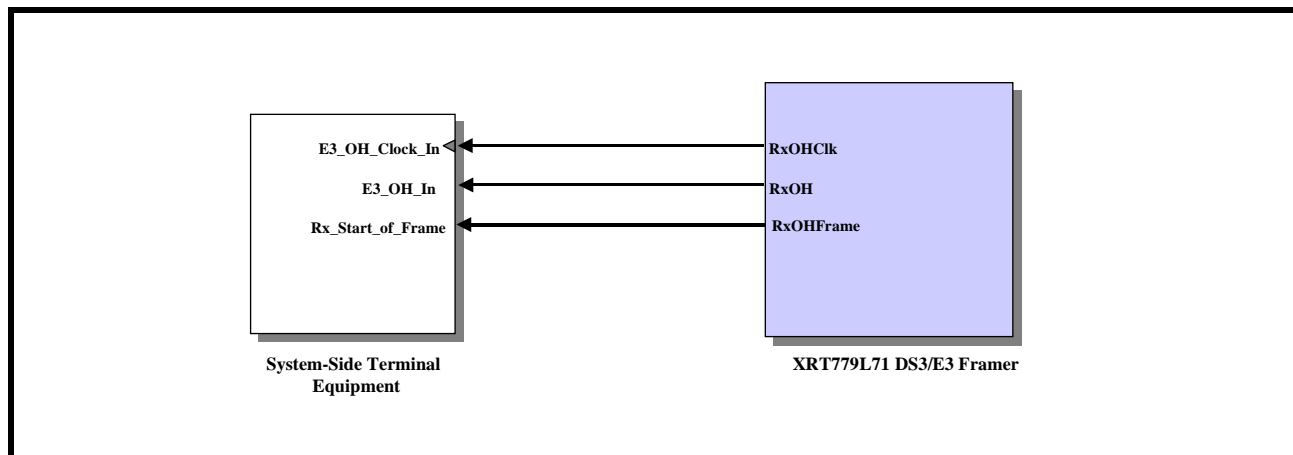 E3_OH_Clock_In
RxOHClk
E3_OH_In
RxOH
Rx_Start_of_Frame
RxOHFrame
System-Side Terminal
Equipment
XRT779L71 DS3/E3 Framer